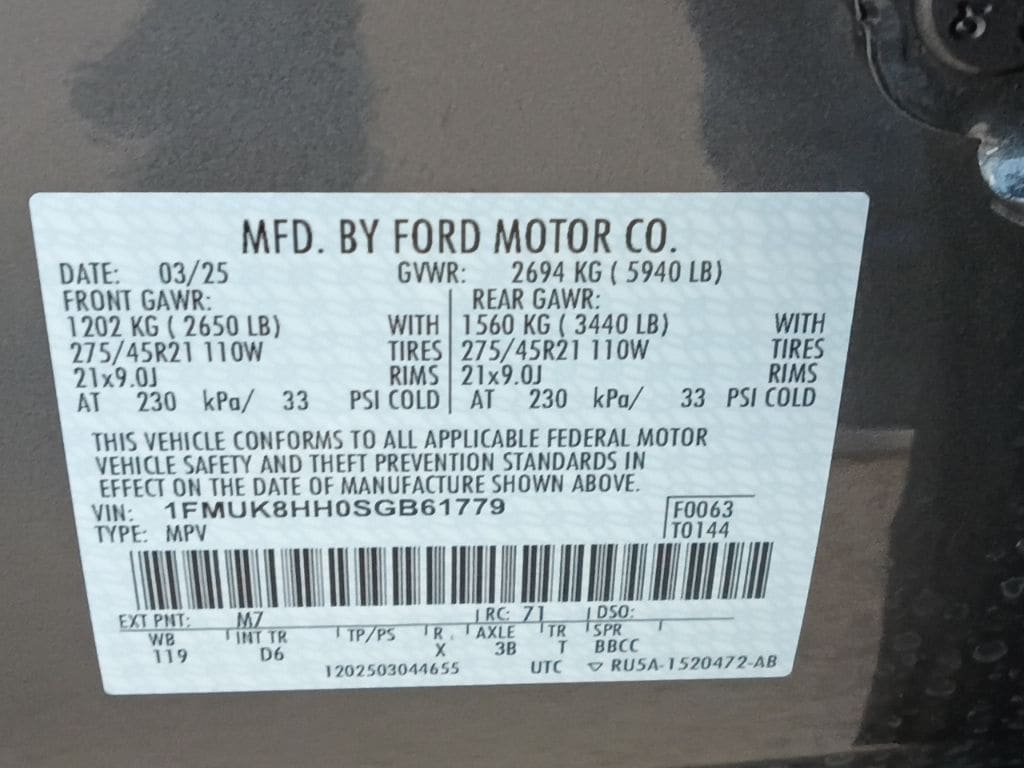 MFD. BY FORD MOTOR CO.
DATE: 03/25 GVWR: 2694 KG ( 5940 LB)
FRONT GAWR: REAR GAWR:
1202 KG ( 2650 LB) WITH 1560 KG ( 3440 LB) WITH
275/45R21 110W TIRES 275/45R21 110W TIRES
21x9.0J RIMS 21x9.0J RIMS
AT 230 kPa/ 33 PSI COLD AT 230 kPa/ 33 PSI COLD
THIS VEHICLE CONFORMS TO ALL APPLICABLE FEDERAL MOTOR
VEHICLE SAFETY AND THEFT PREVENTION STANDARDS IN
EFFECT ON THE DATE OF MANUFACTURE SHOWN ABOVE.
VIN: 1FMUK8HH0SGB61779 F0063
TYPE: MPV T0144
EXT PNT: M7 RC: 71 DSO:
WB INT TR TP/PS R AXLE TR SPR
119 D6 X 3B T BBCC
1202503044655 UTC ▽ RU5A-1520472-AB